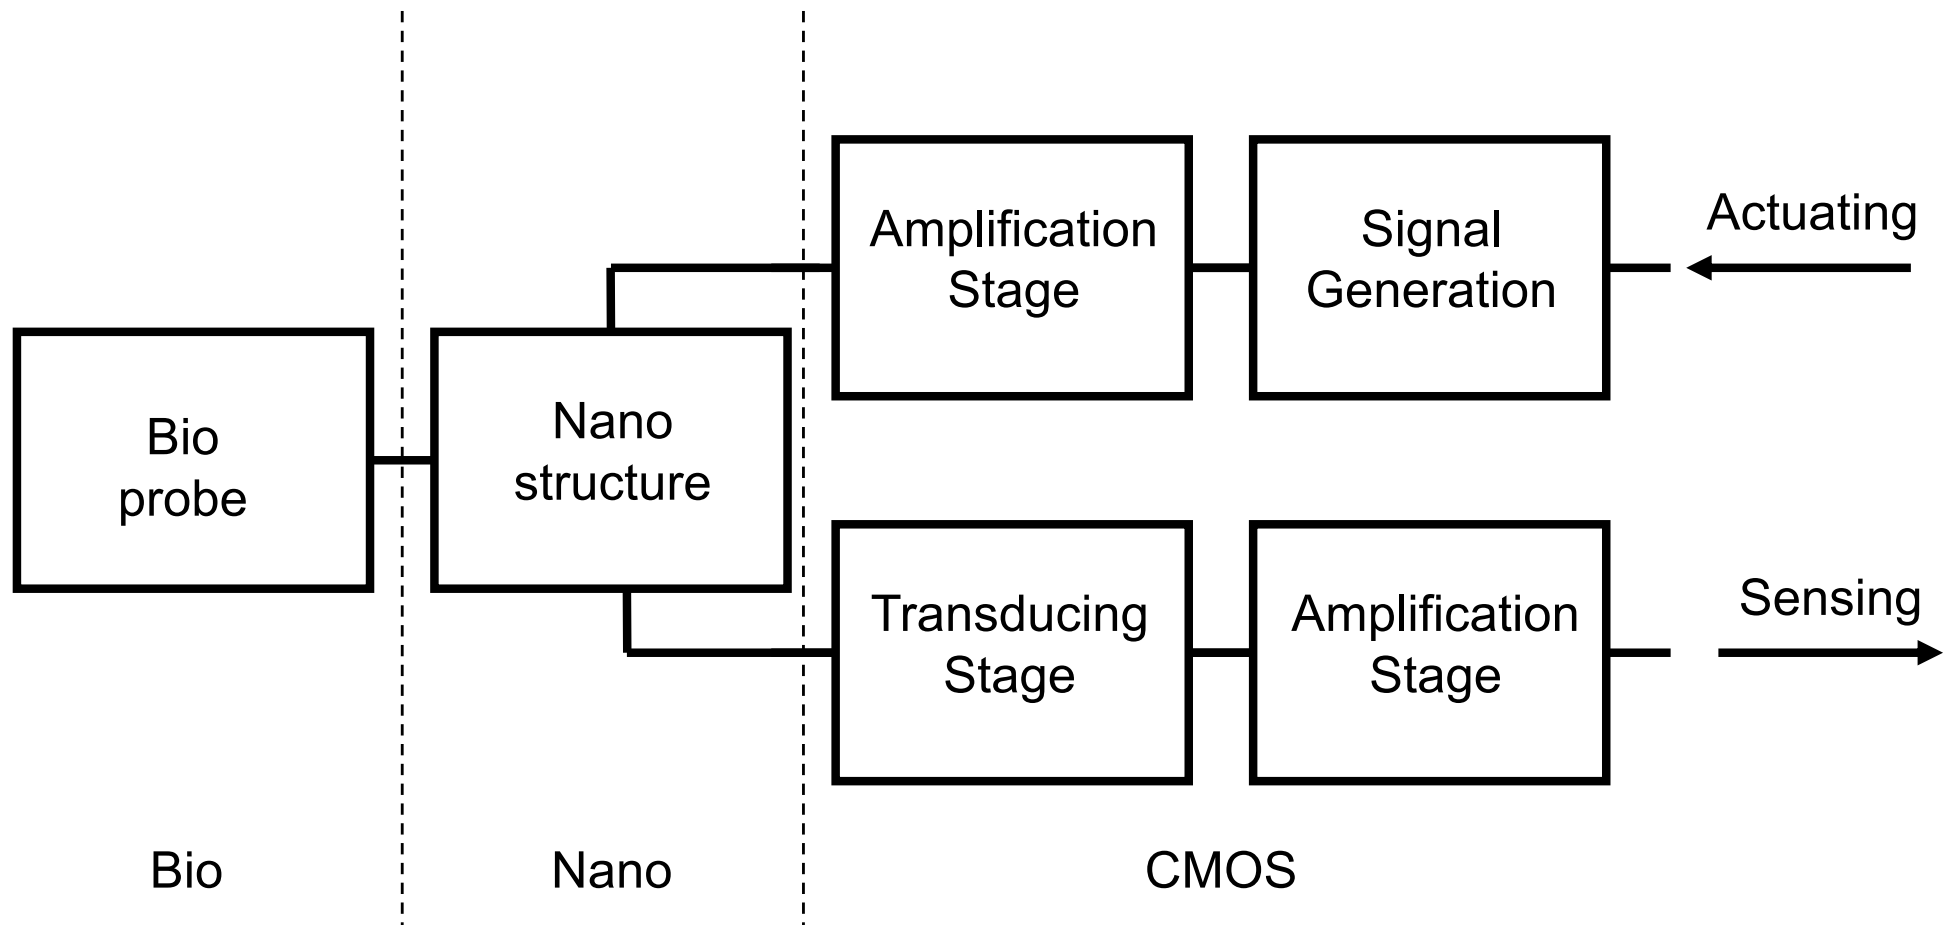 Amplification
Stage
Signal
Generation
Actuating
Bio
probe
Nano
structure
Transducing
Stage
Amplification
Stage
Sensing
Bio
Nano
CMOS